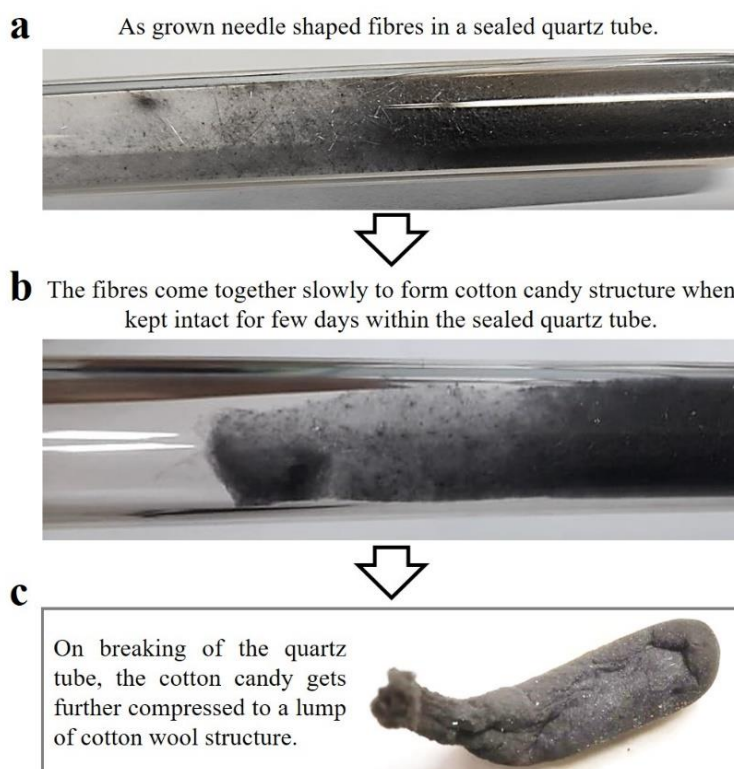 a
As grown needle shaped fibres in a sealed quartz tube.
b
The fibres come together slowly to form cotton candy structure when
kept intact for few days within the sealed quartz tube.
c
On breaking of the quartz
tube, the cotton candy gets
further compressed to a lump
of cotton wool structure.